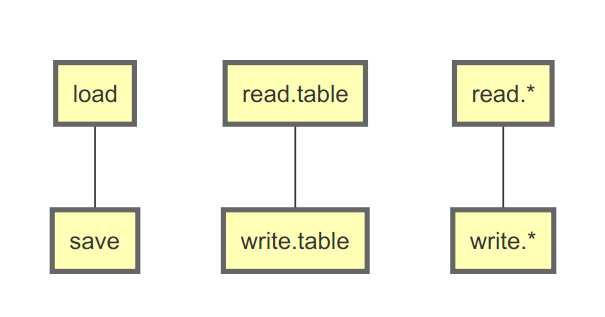 load
read.table
read.*
save
write.table
write.*